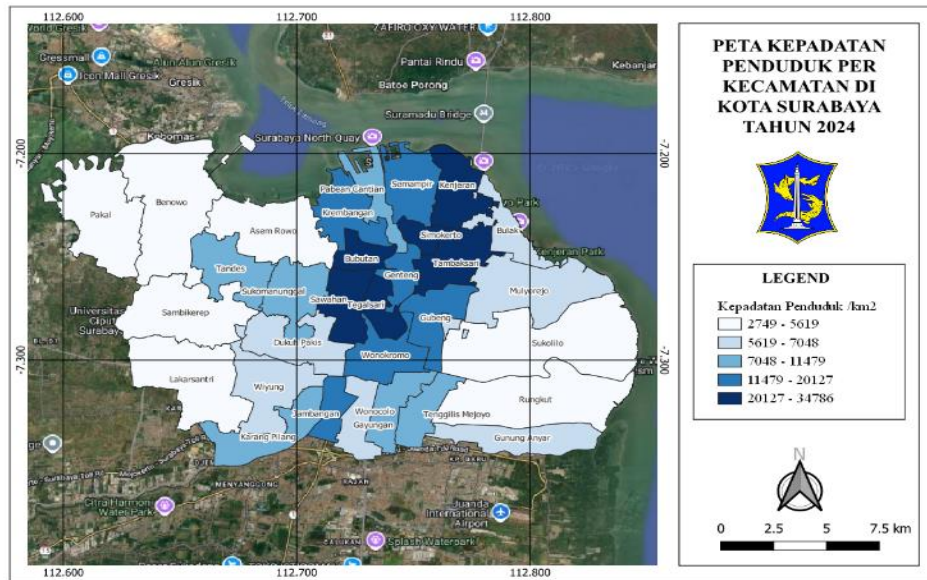 112.600
112.700
112.800
World Gresik
Gressmall
Alun Alun Gresik
Icon Mall Gresik
Gresik
ZAFIRO OXY WATER
Pantai Rindu
Kebanjar
Batoe Porong
Kebomas
Surabaya North Quay
Suramadu Bridge
-7.200
-7.200
Pakal
Benowo
Asem Rowo
Pabean Cantian
Semampir
Kenjeran
Krembangan
Simokerto
Bulak
Kenjeran Park
Tandes
Bubutan
Genteng
Tambaksari
Sukomanunggal
Sawahan
Tegalsari
Mulyorejo
Sambikerep
Gubeng
Dukuh Pakis
Sukolilo
Universitas
Ciput
Surabay
-7.300
-7.300
Wonokromo
Lakarsantri
Wiyung
Jambangan
Wonocolo
Gayungan
Tenggilis Mejoyo
Rungkut
Karang Pilang
Gunung Anyar
MENYANGGONG
Citra Harmoni
Water Park
Juanda
International
Airport
Splash Waterpark
112.600
112.700
112.800
PETA KEPADATAN
PENDUDUK PER
KECAMATAN DI
KOTA SURABAYA
TAHUN 2024
LEGEND
Kepadatan Penduduk /km2
2749 - 5619
5619 - 7048
7048 - 11479
11479 - 20127
20127 - 34786
N
0 2.5 5 7.5 km